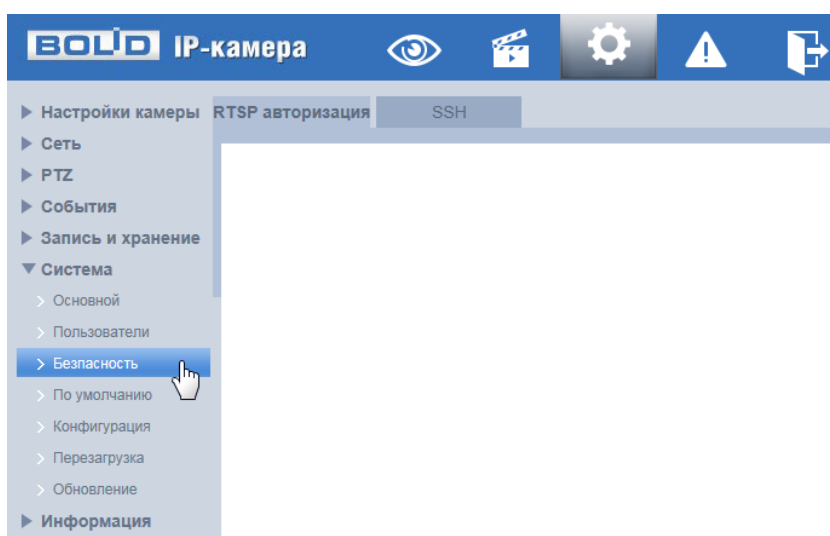 BOLID IP-камера
RTSP авторизация
SSH
Настройки камеры
Сеть
PTZ
События
Запись и хранение
Система
Основной
Пользователи
Безпасность
По умолчанию
Конфигурация
Перезагрузка
Обновление
Информация